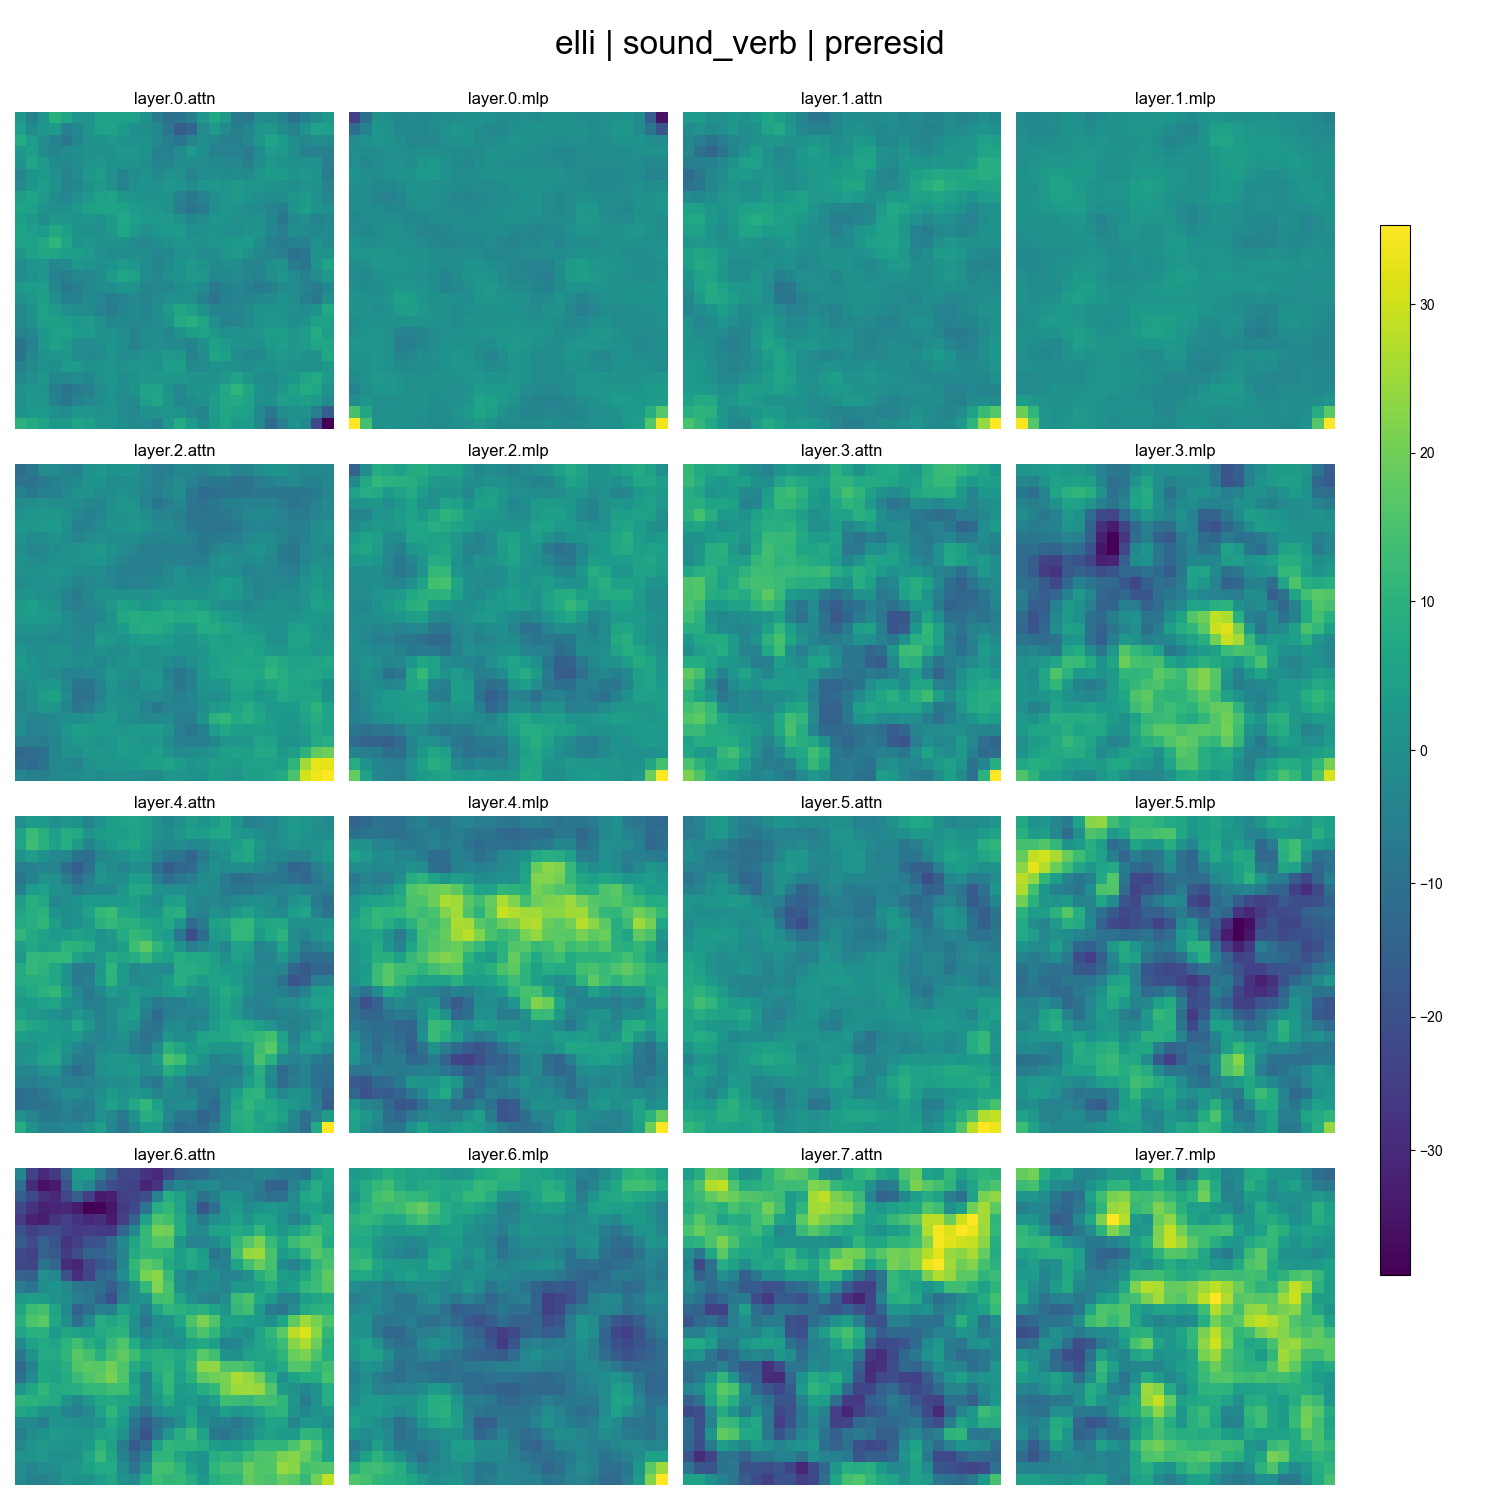 elli | sound_verb | preresid
layer.0.attn layer.0.mlp layer.1.attn layer.1.mlp
layer.2.attn layer.2.mlp layer.3.attn layer.3.mlp
layer.4.attn layer.4.mlp layer.5.attn layer.5.mlp
layer.6.attn layer.6.mlp layer.7.attn layer.7.mlp
30
20
10
0
−10
−20
−30